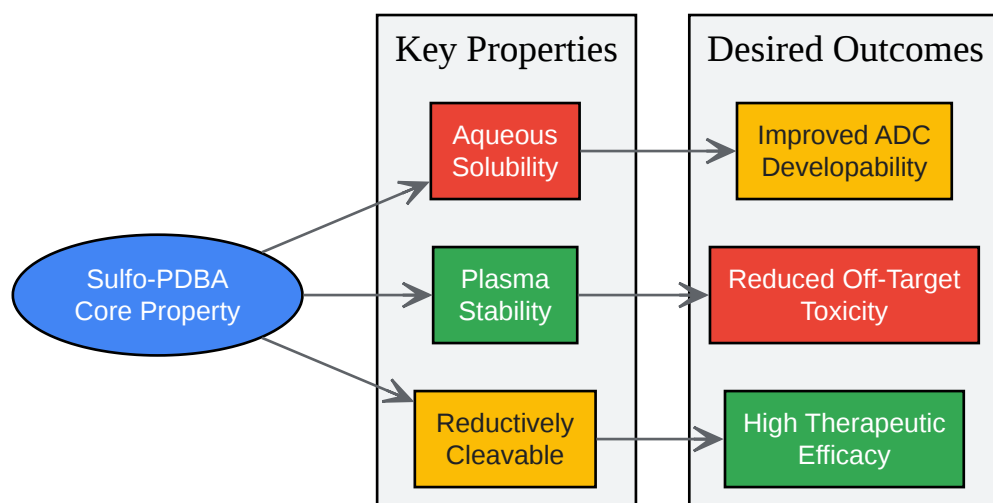 Key Properties
Desired Outcomes
Aqueous
Solubility
Improved ADC
Developability
Sulfo-PDBA
Core Property
Plasma
Stability
Reduced Off-Target
Toxicity
Reductively
Cleavable
High Therapeutic
Efficacy